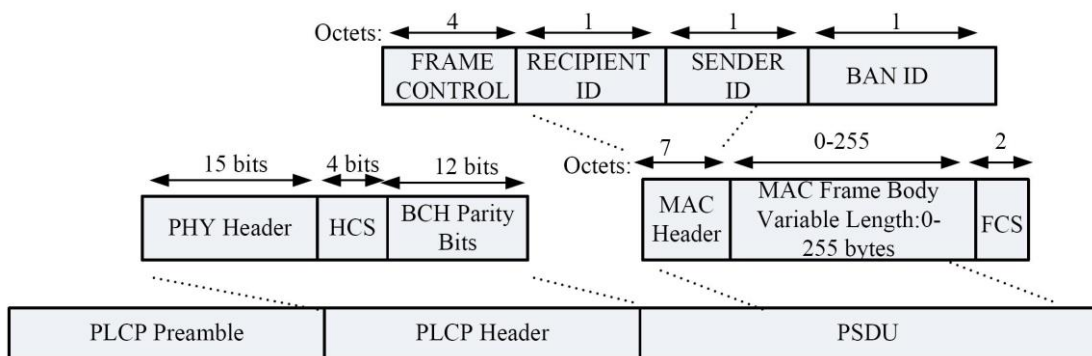 Octets: 4 1 1 1
FRAME CONTROL RECIPIENT ID SENDER ID BAN ID
15 bits 4 bits 12 bits
PHY Header HCS BCH Parity Bits
Octets: 7 0-255 2
MAC Header MAC Frame Body Variable Length:0-255 bytes FCS
PLCP Preamble PLCP Header PSDU